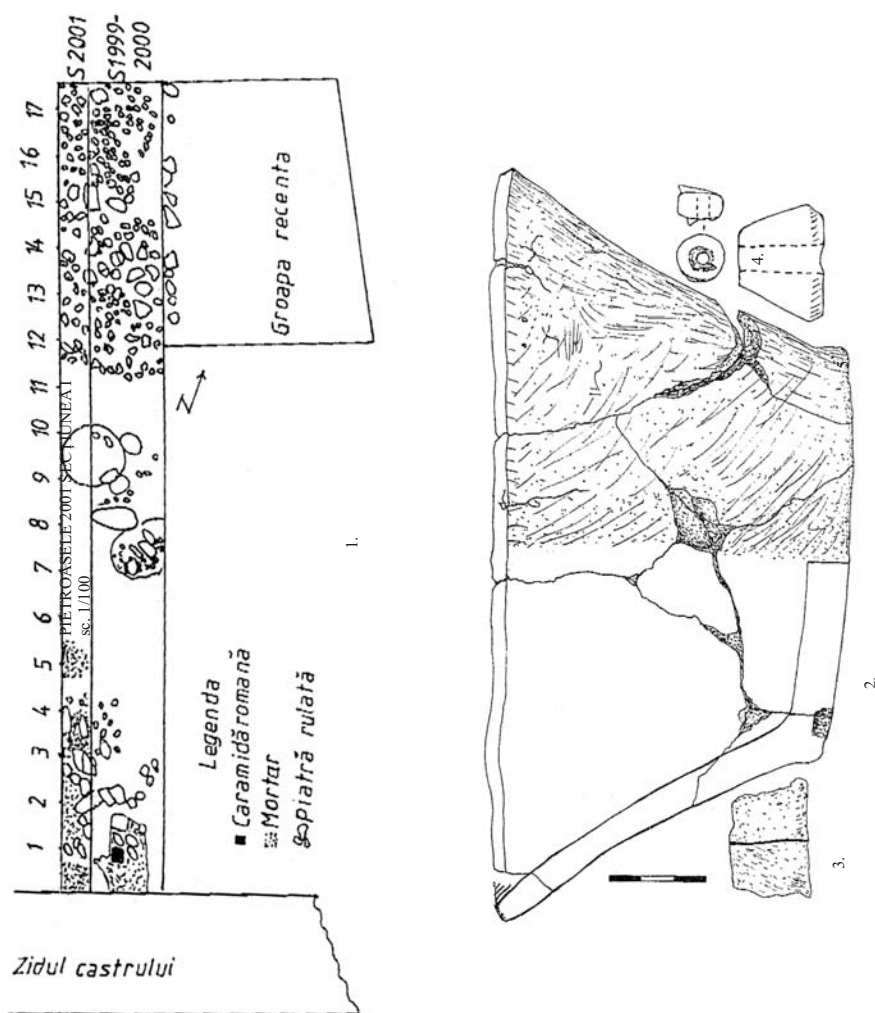 S 2001
S1999-
2000
1 2 3 4 5 6 7 8 9 10 11 12 13 14 15 16 17
PIETROASELE 2001 SECȚIUNEA I
sc. 1/100
Groapa recenta
N
Zidul castrului
Legenda
Caramidă romană
Mortar
Piatră rulată
1.
2.
3.
4.